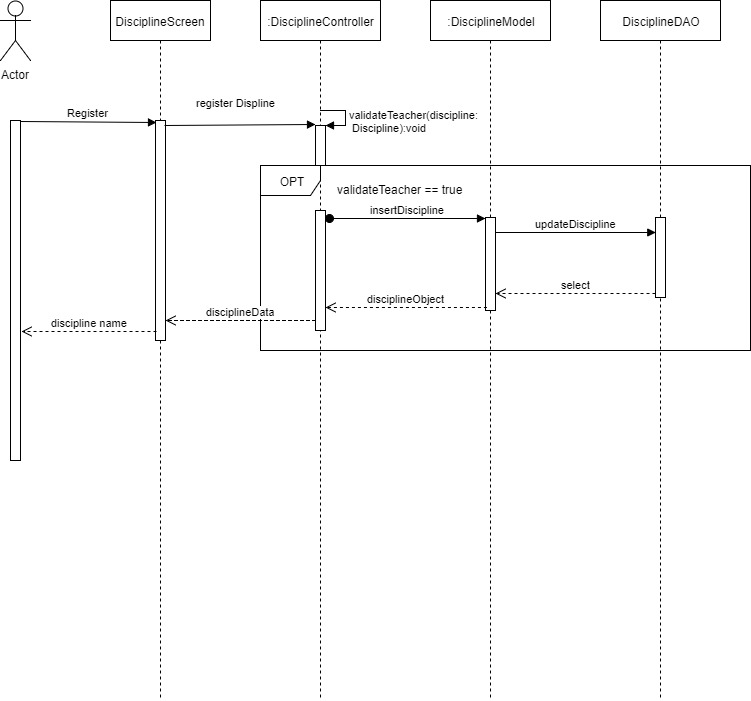 DisciplineScreen
:DisciplineController
:DisciplineModel
DisciplineDAO
Actor
register Displine
Register
validateTeacher(discipline:
Discipline):void
OPT
validateTeacher == true
insertDiscipline
updateDiscipline
select
disciplineObject
disciplineData
discipline name